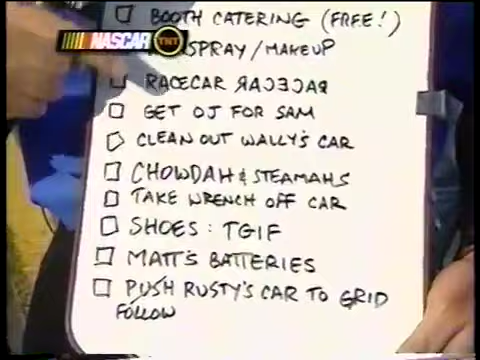 BOOTH CATERING (FREE!)
NASCAR TNT
SPRAY/MAKEUP
RACECAR ЯAƆƎƆAЯ
GET OJ FOR SAM
CLEAN OUT WALLY'S CAR
CHOWDAH & STEAMAHS
TAKE WRENCH OFF CAR
SHOES: TGIF
MATT'S BATTERIES
PUSH RUSTY'S CAR TO GRID
FOLLOW